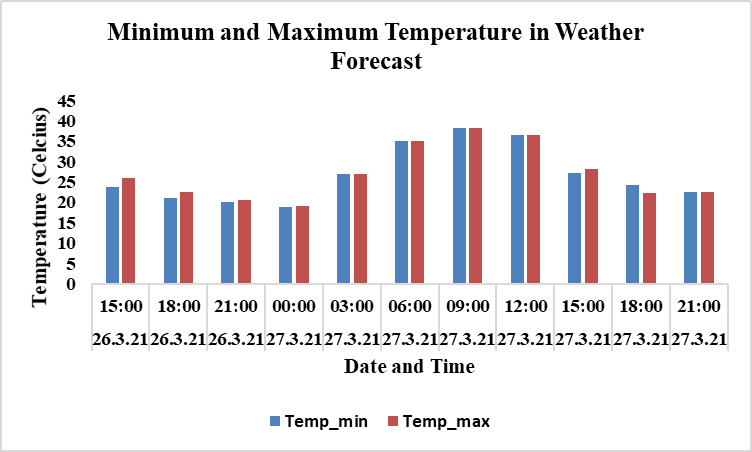 Minimum and Maximum Temperature in Weather
Forecast
Temperature (Celcius)
45
40
35
30
25
20
15
10
5
0
15:00 18:00 21:00 00:00 03:00 06:00 09:00 12:00 15:00 18:00 21:00
26.3.21 26.3.21 26.3.21 27.3.21 27.3.21 27.3.21 27.3.21 27.3.21 27.3.21 27.3.21 27.3.21
Date and Time
Temp_min Temp_max